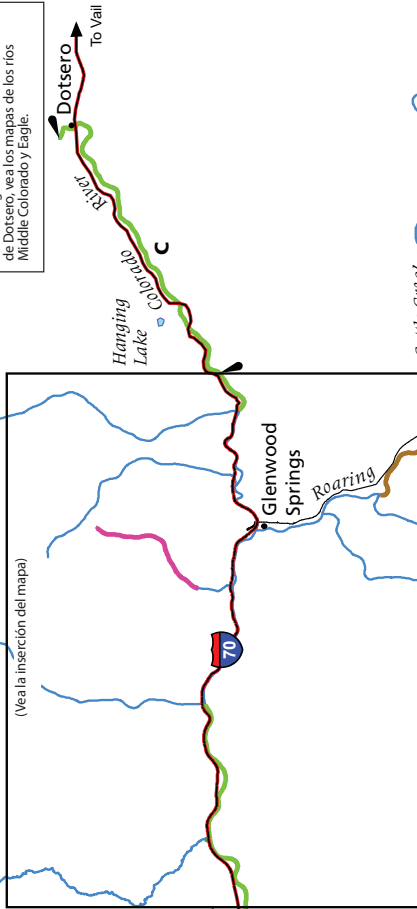 de Dotsero, vea los mapas de los ríos
Middle Colorado y Eagle.
To Vail
Dotsero
River
Colorado
C
Hanging
Lake
(Vea la inserción del mapa)
Glenwood
Springs
Roaring
70